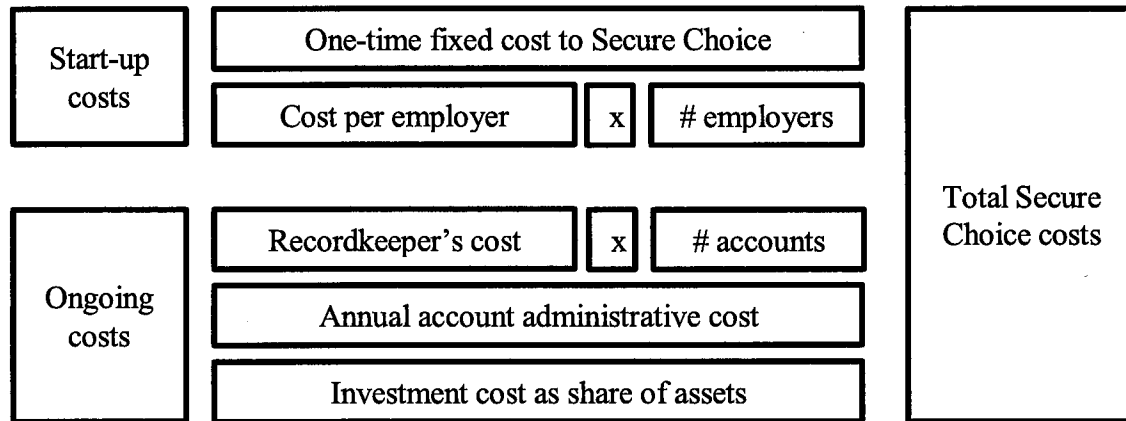 Start-up
costs
One-time fixed cost to Secure Choice
Cost per employer
x
# employers
Ongoing
costs
Recordkeeper's cost
x
# accounts
Annual account administrative cost
Investment cost as share of assets
Total Secure
Choice costs